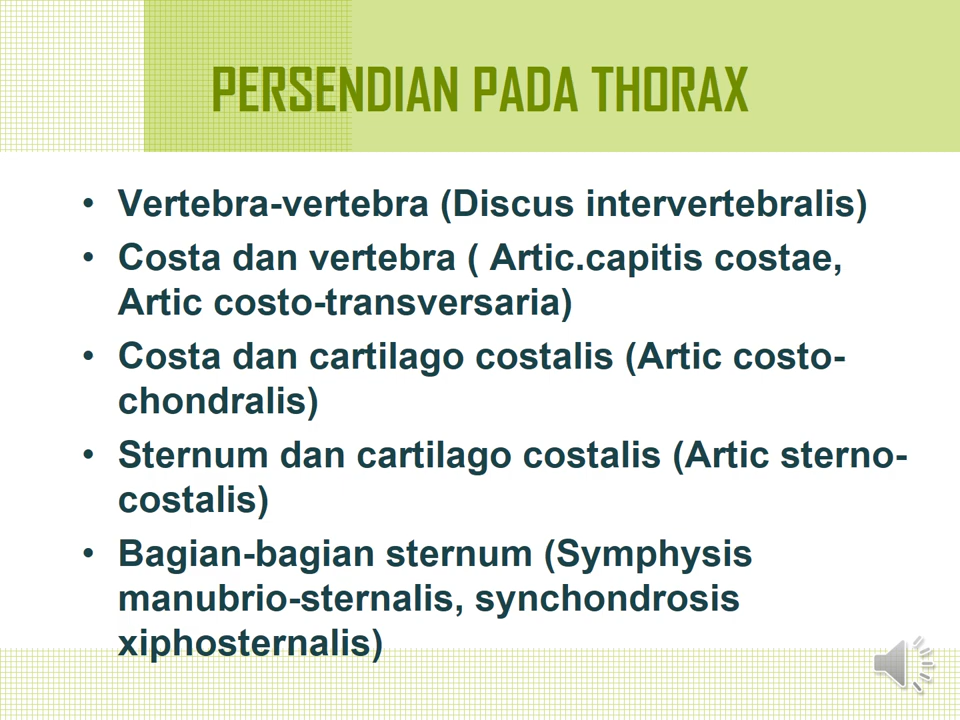 PERSENDIAN PADA THORAX
• Vertebra-vertebra (Discus intervertebralis)
• Costa dan vertebra ( Artic.capitis costae,
Artic costo-transversaria)
• Costa dan cartilago costalis (Artic costo-
chondralis)
• Sternum dan cartilago costalis (Artic sterno-
costalis)
• Bagian-bagian sternum (Symphysis
manubrio-sternalis, synchondrosis
xiphosternalis)